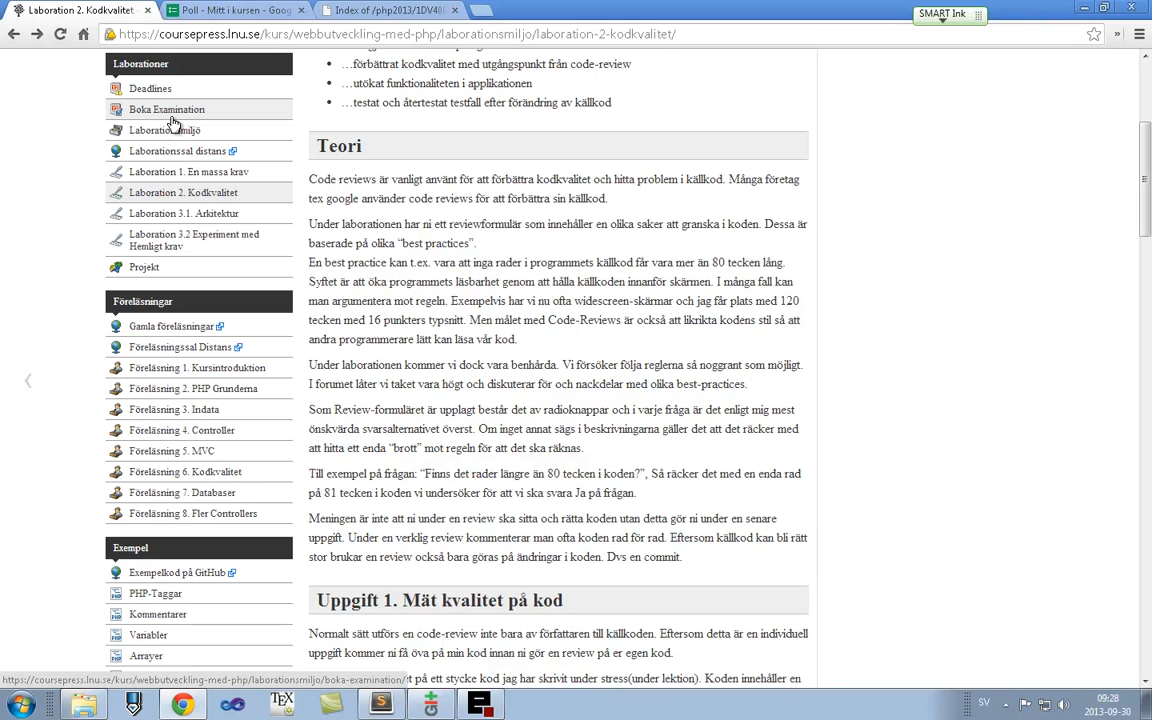 Laboration 2. Kodkvalitet
Poll - Mitt i kursen - Goog
Index of /php2013/1DV40
SMART Ink
https://coursepress.lnu.se/kurs/webbutveckling-med-php/laborationsmiljo/laboration-2-kodkvalitet/
Laborationer
Deadlines
Boka Examination
Laborationsmiljö
Laborationssal distans
Laboration 1. En massa krav
Laboration 2. Kodkvalitet
Laboration 3.1. Arkitektur
Laboration 3.2 Experiment med
Hemligt krav
Projekt
Föreläsningar
Gamla föreläsningar
Föreläsningssal Distans
Föreläsning 1. Kursintroduktion
Föreläsning 2. PHP Grunderna
Föreläsning 3. Indata
Föreläsning 4. Controller
Föreläsning 5. MVC
Föreläsning 6. Kodkvalitet
Föreläsning 7. Databaser
Föreläsning 8. Fler Controllers
Exempel
Exempelkod på GitHub
PHP-Taggar
Kommentarer
Variabler
Arrayer
• …förbättrat kodkvalitet med utgångspunkt från code-review
• …utökat funktionaliteten i applikationen
• …testat och återtestat testfall efter förändring av källkod
Teori
Code reviews är vanligt använt för att förbättra kodkvalitet och hitta problem i källkod. Många företag
tex google använder code reviews för att förbättra sin källkod.
Under laborationen har ni ett reviewformulär som innehåller en olika saker att granska i koden. Dessa är
baserade på olika “best practices”.
En best practice kan t.ex. vara att inga rader i programmets källkod får vara mer än 80 tecken lång.
Syftet är att öka programmets läsbarhet genom att hålla källkoden innanför skärmen. I många fall kan
man argumentera mot regeln. Exempelvis har vi nu ofta widescreen-skärmar och jag får plats med 120
tecken med 16 punkters typsnitt. Men målet med Code-Reviews är också att likrikta kodens stil så att
andra programmerare lätt kan läsa vår kod.
Under laborationen kommer vi dock vara benhårda. Vi försöker följa reglerna så noggrant som möjligt.
I forumet låter vi taket vara högt och diskuterar för och nackdelar med olika best-practices.
Som Review-formuläret är upplagt består det av radioknappar och i varje fråga är det enligt mig mest
önskvärda svarsalternativet överst. Om inget annat sägs i beskrivningarna gäller det att det räcker med
att hitta ett enda “brott” mot regeln för att det ska räknas.
Till exempel på frågan: “Finns det rader längre än 80 tecken i koden?”, Så räcker det med en enda rad
på 81 tecken i koden vi undersöker för att vi ska svara Ja på frågan.
Meningen är inte att ni under en review ska sitta och rätta koden utan detta gör ni under en senare
uppgift. Under en verklig review kommenterar man ofta koden rad för rad. Eftersom källkod kan bli rätt
stor brukar en review också bara göras på ändringar i koden. Dvs en commit.
Uppgift 1. Mät kvalitet på kod
Normalt sätt utförs en code-review inte bara av författaren till källkoden. Eftersom detta är en individuell
uppgift kommer ni få öva på min kod innan ni gör en review på er egen kod.
t på ett stycke kod jag har skrivit under stress(under lektion). Koden innehåller en
https://coursepress.lnu.se/kurs/webbutveckling-med-php/laborationsmiljo/boka-examination/
SV
09:28
2013-09-30